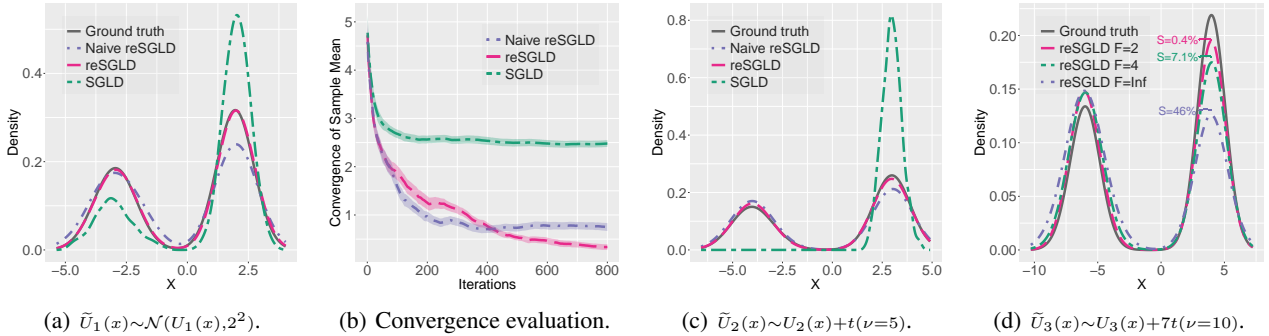 Density
0.4
0.2
0.0
-5.0
-2.5
0.0
2.5
X
Ground truth
Naive reSGLD
reSGLD
SGLD
(a) Ũ₁(x)∼𝒩(U₁(x),2²).
Convergence of Sample Mean
5
4
3
2
1
0
200
400
600
800
Iterations
Naive reSGLD
reSGLD
SGLD
(b) Convergence evaluation.
Density
0.8
0.6
0.4
0.2
0.0
-5.0
-2.5
0.0
2.5
5.0
X
Ground truth
Naive reSGLD
reSGLD
SGLD
(c) Ũ₂(x)∼U₂(x)+t(ν=5).
Density
0.20
0.15
0.10
0.05
0.00
-10
-5
0
5
X
Ground truth
reSGLD F=2
reSGLD F=4
reSGLD F=Inf
S=0.4%
S=7.1%
S=46%
(d) Ũ₃(x)∼U₃(x)+7t(ν=10).